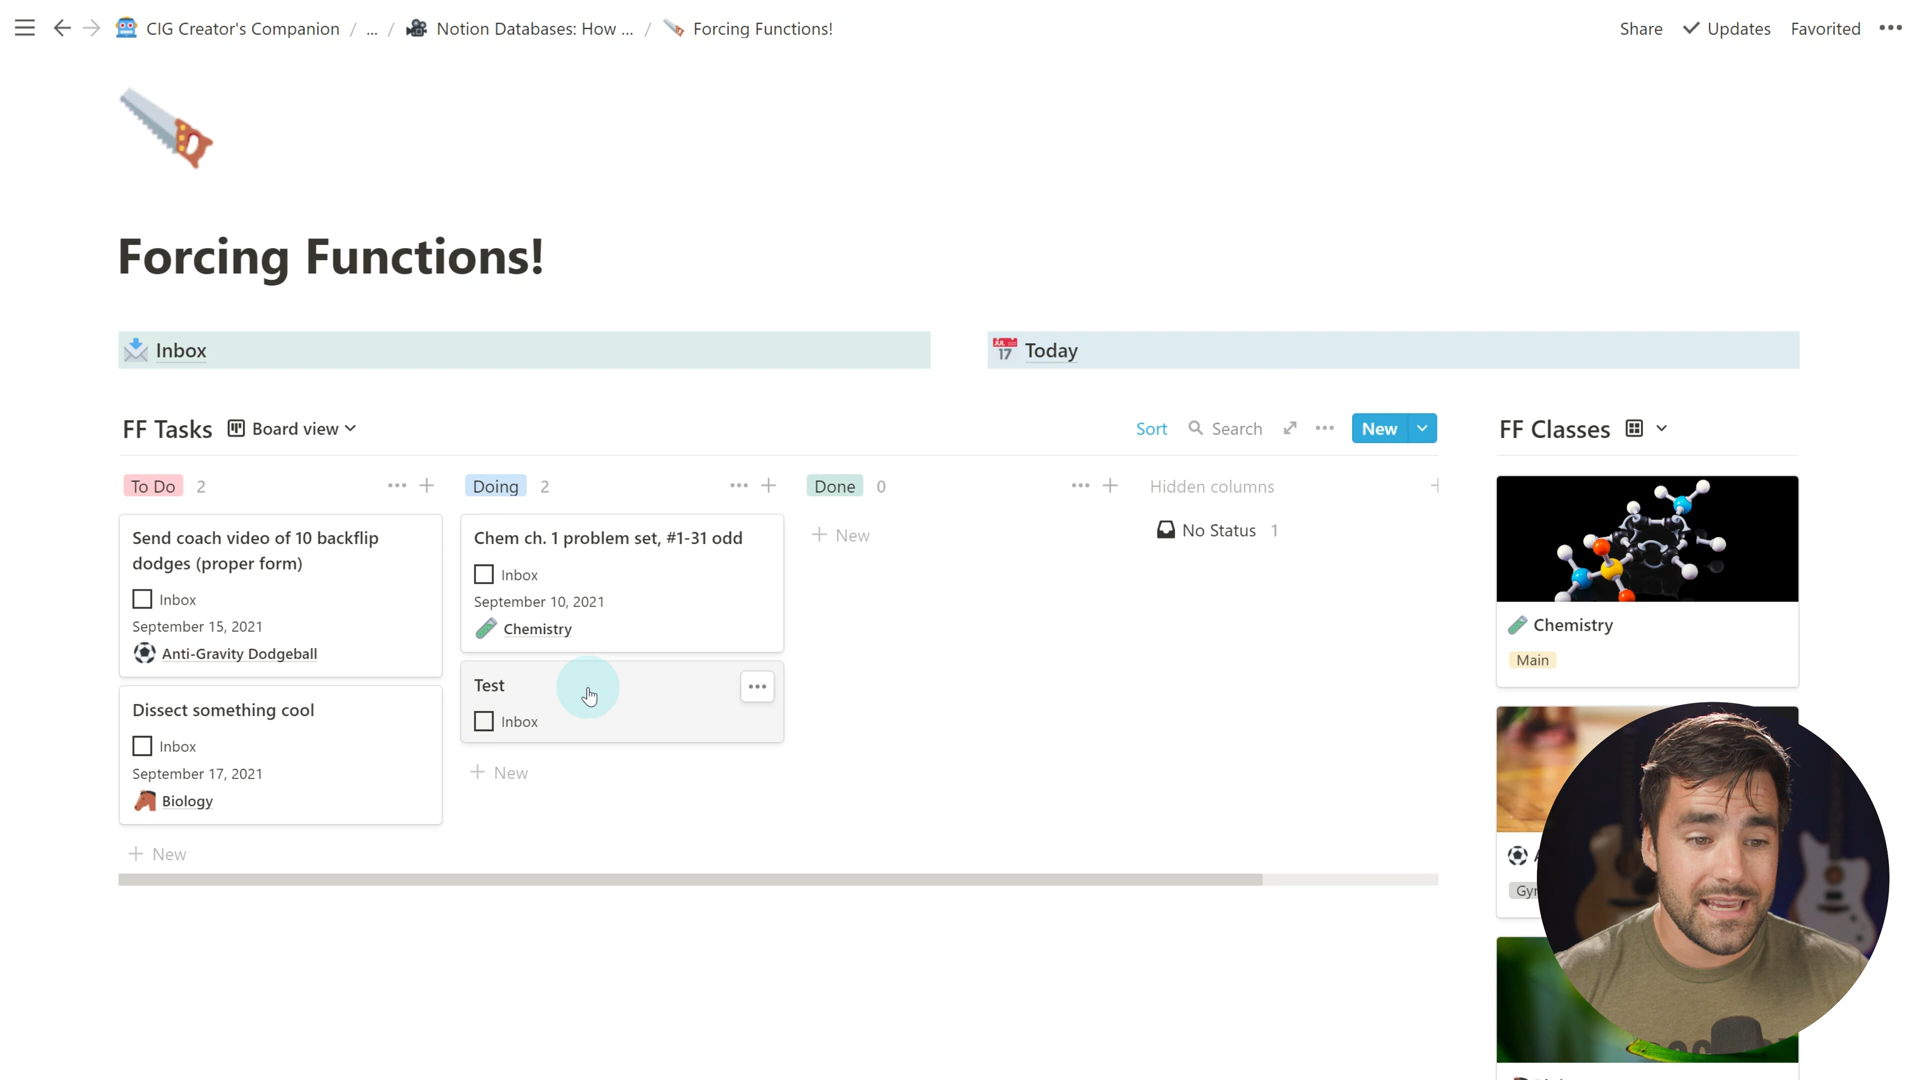 CIG Creator's Companion / ... / Notion Databases: How ... / Forcing Functions!
Share Updates Favorited
Forcing Functions!
Inbox
JUL 17 Today
FF Tasks Board view
Sort Search New
FF Classes
To Do 2
Doing 2
Done 0
Hidden columns
Send coach video of 10 backflip
dodges (proper form)
Inbox
September 15, 2021
Anti-Gravity Dodgeball
Dissect something cool
Inbox
September 17, 2021
Biology
+ New
Chem ch. 1 problem set, #1-31 odd
Inbox
September 10, 2021
Chemistry
Test
Inbox
+ New
+ New
No Status 1
Chemistry
Main